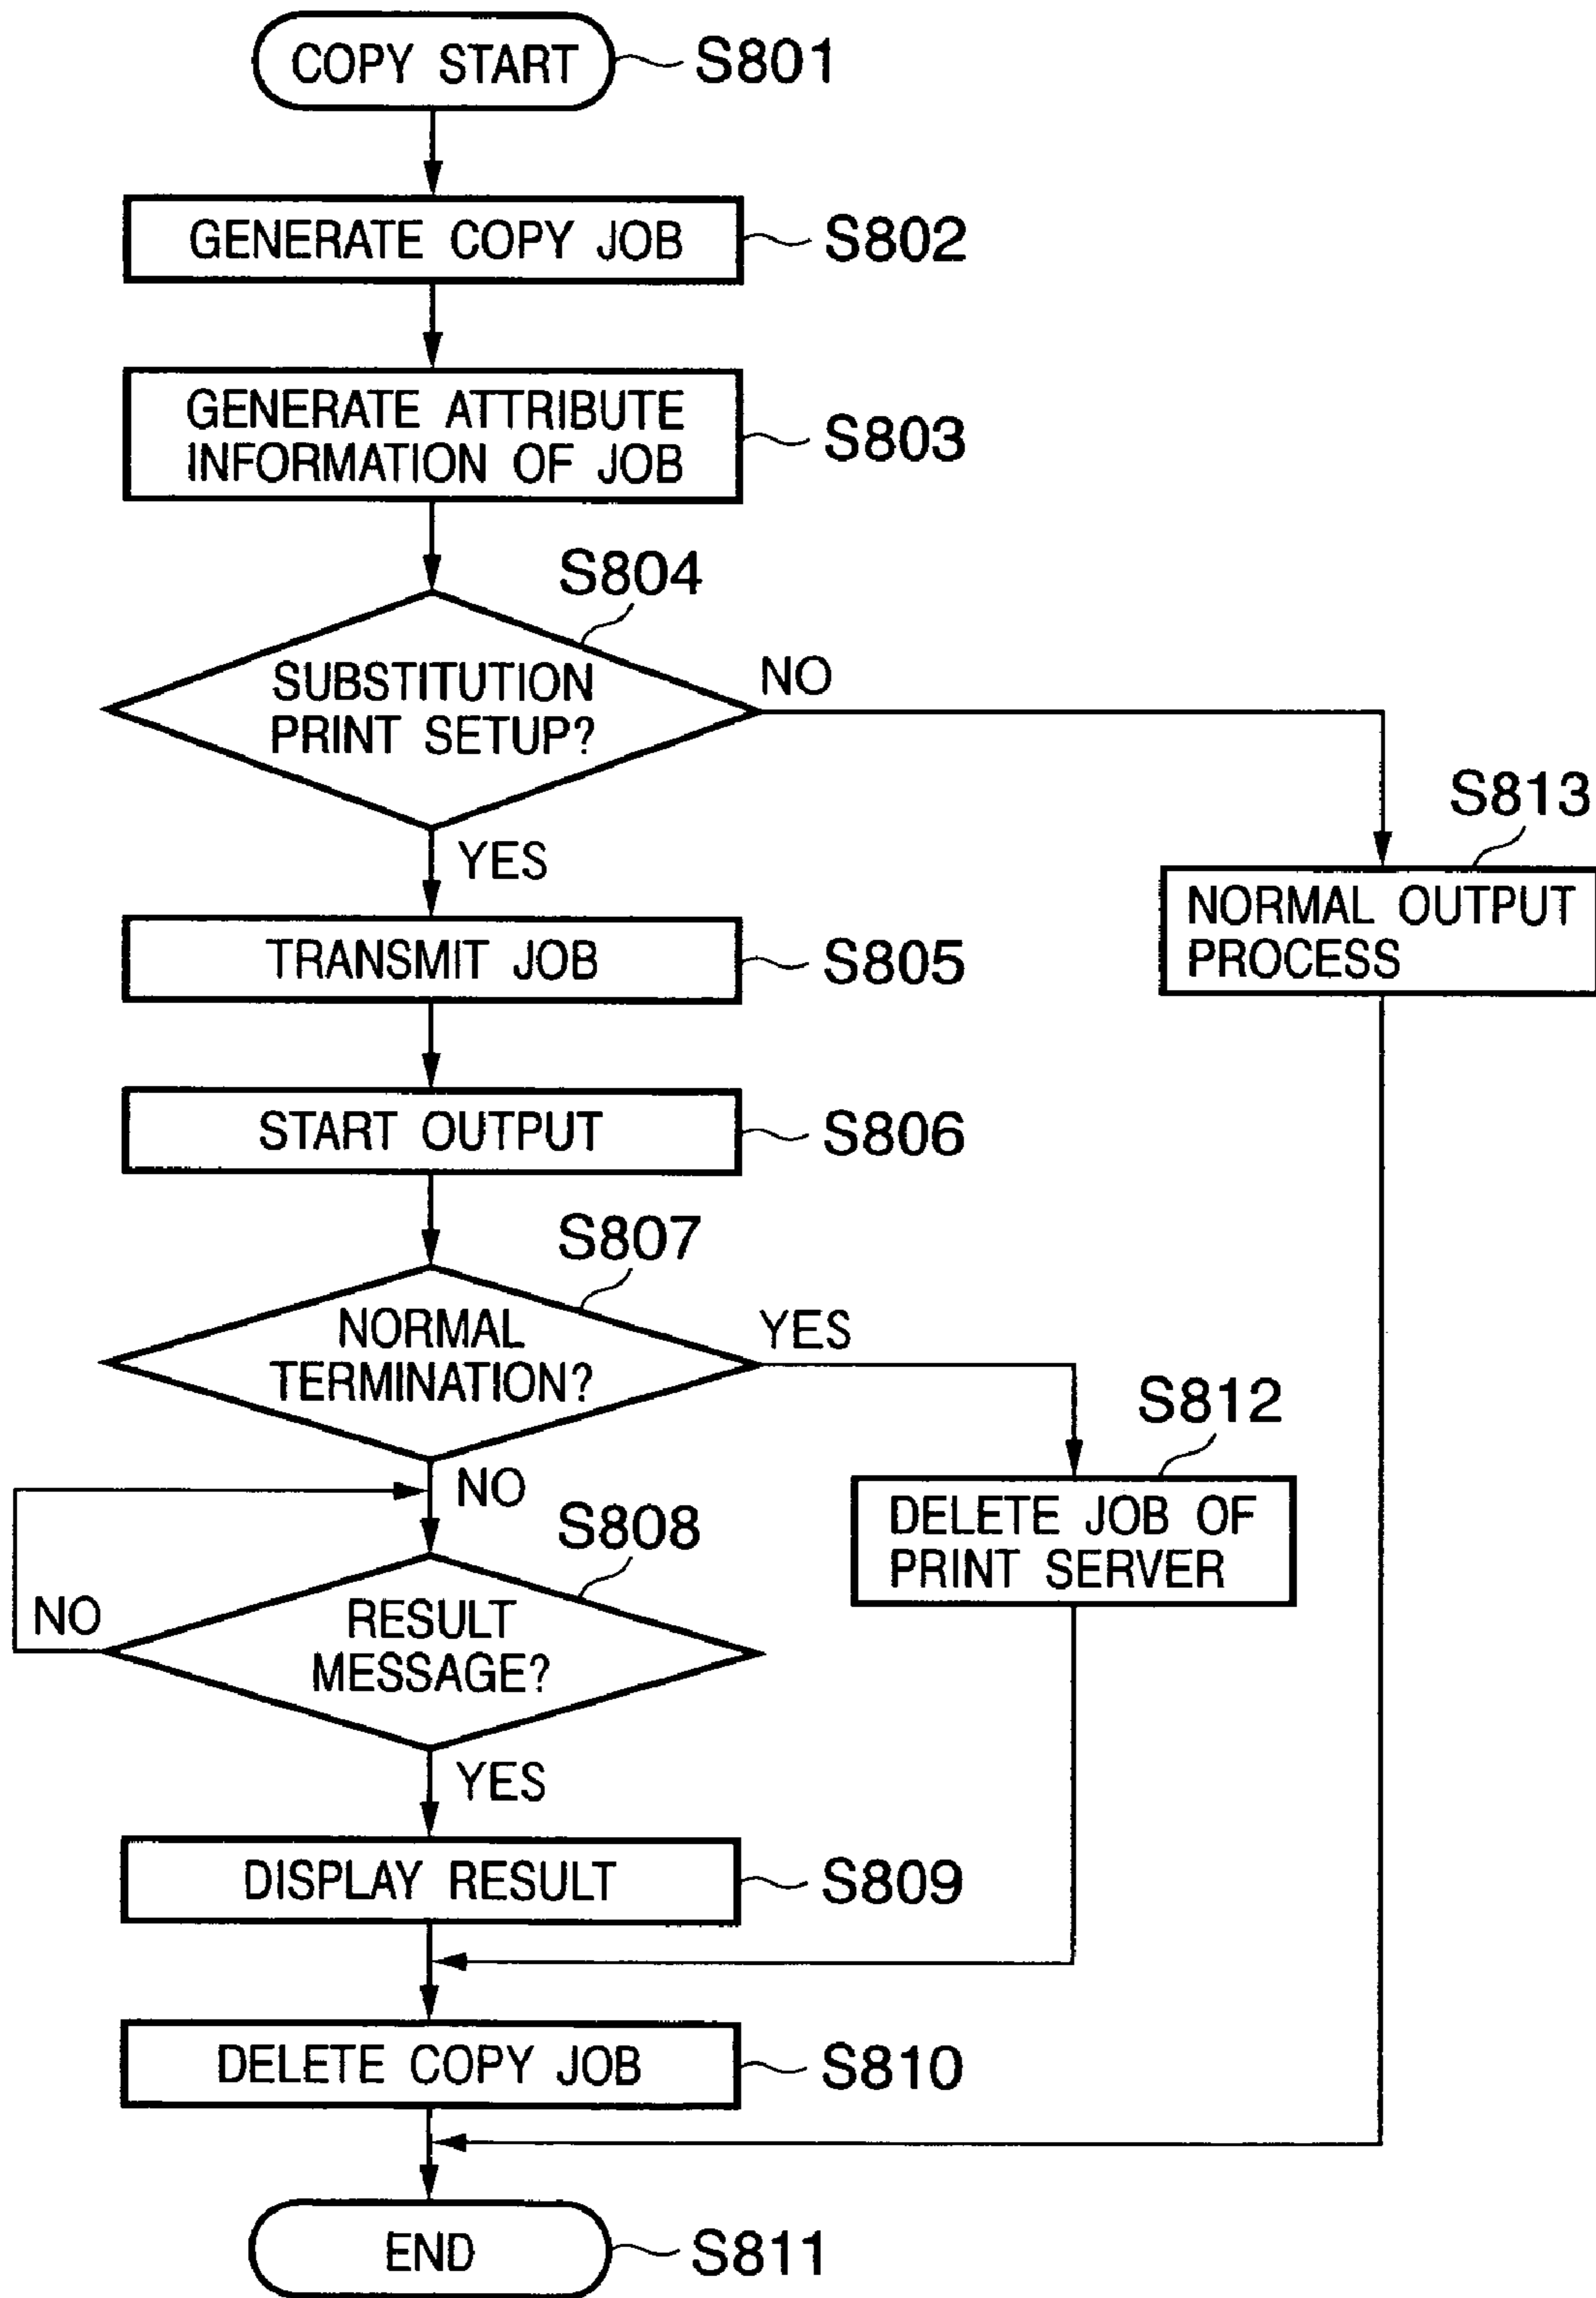 COPY START
S801
GENERATE COPY JOB
S802
GENERATE ATTRIBUTE
INFORMATION OF JOB
S803
S804
SUBSTITUTION
PRINT SETUP?
NO
YES
S813
NORMAL OUTPUT
PROCESS
TRANSMIT JOB
S805
START OUTPUT
S806
S807
NORMAL
TERMINATION?
YES
NO
S812
DELETE JOB OF
PRINT SERVER
S808
RESULT
MESSAGE?
NO
YES
DISPLAY RESULT
S809
DELETE COPY JOB
S810
END
S811